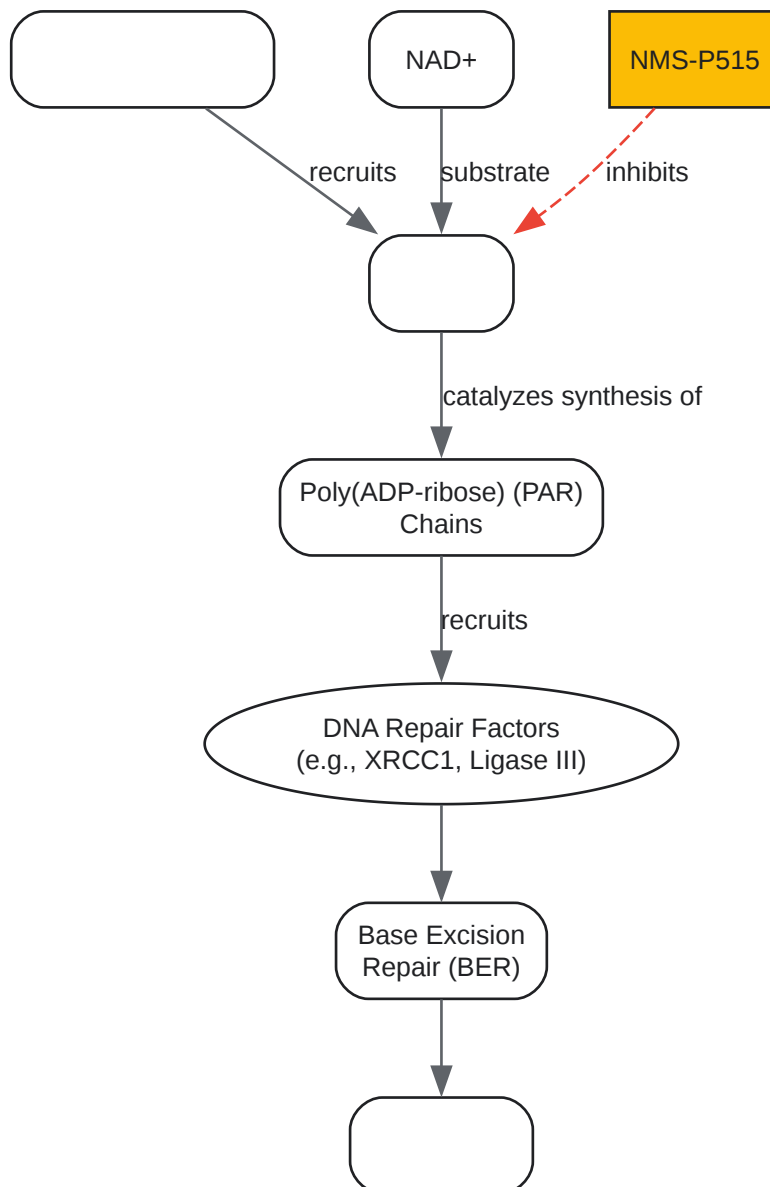 NAD+
NMS-P515
recruits
substrate
inhibits
catalyzes synthesis of
Poly(ADP-ribose) (PAR)
Chains
recruits
DNA Repair Factors
(e.g., XRCC1, Ligase III)
Base Excision
Repair (BER)